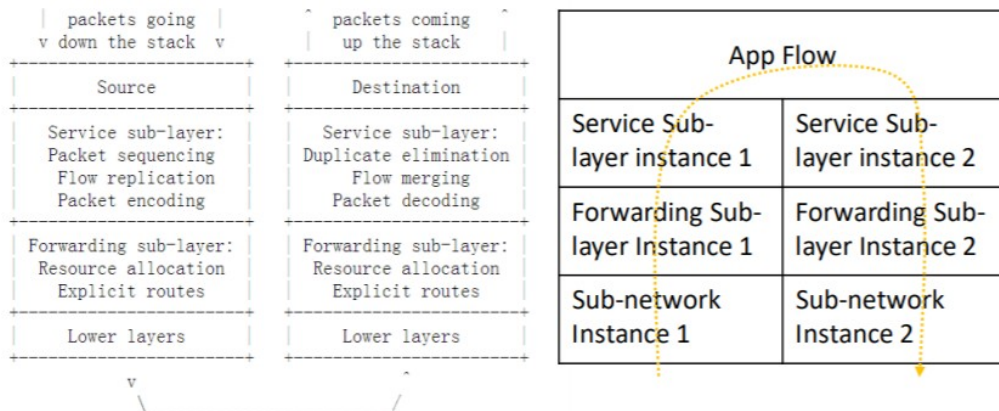 packets going
v down the stack v
Source
Service sub-layer:
Packet sequencing
Flow replication
Packet encoding
Forwarding sub-layer:
Resource allocation
Explicit routes
Lower layers
v
^ packets coming ^
up the stack
Destination
Service sub-layer:
Duplicate elimination
Flow merging
Packet decoding
Forwarding sub-layer:
Resource allocation
Explicit routes
Lower layers
^
App Flow
Service Sub-
layer instance 1
Service Sub-
layer instance 2
Forwarding Sub-
layer Instance 1
Forwarding Sub-
layer Instance 2
Sub-network
Instance 1
Sub-network
Instance 2